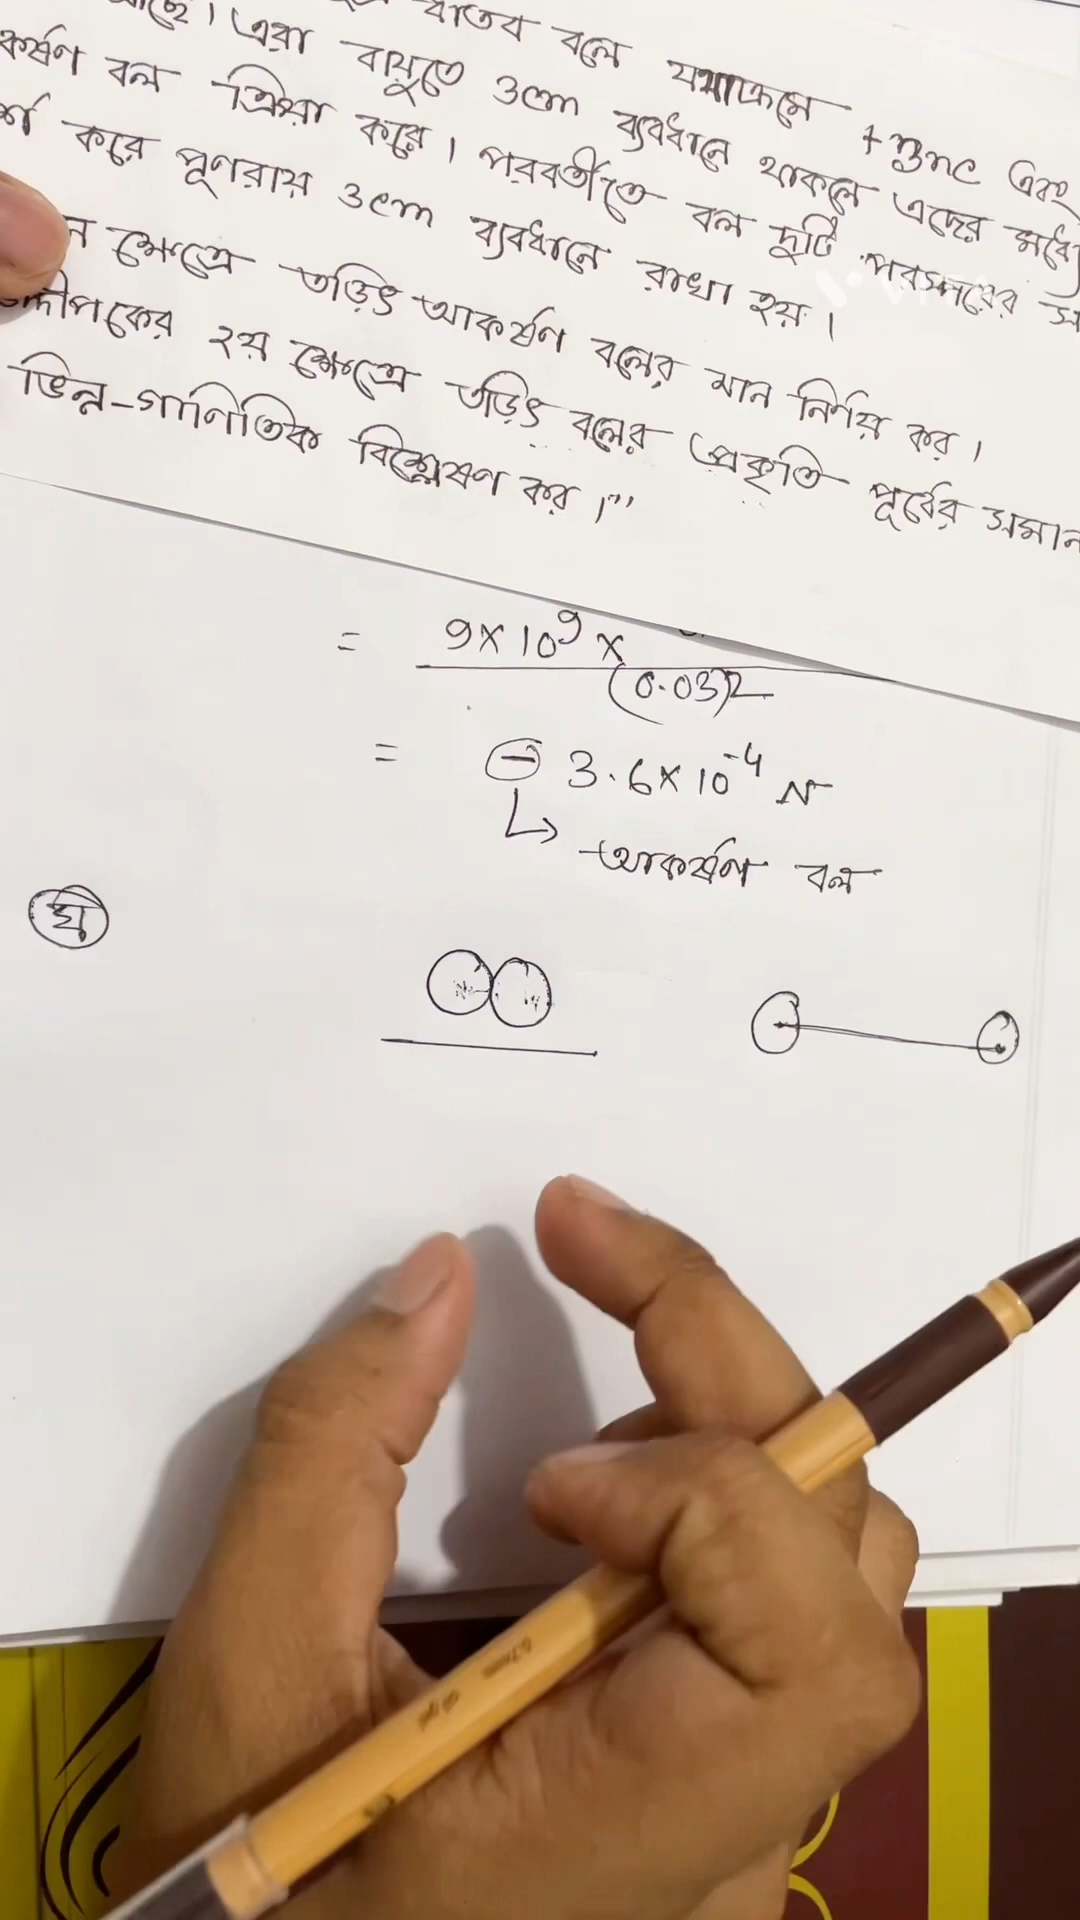 বাতব বলে যথাক্রমে + 3nc এবং
আছে। এরা বায়ুতে 3cm ব্যবধানে থাকলে এদের মধ্যে
কর্ষণ বল ক্রিয়া করে। পরবর্তীতে বল দুটি পরস্পরের স
র্শ করে পূণরায় 3cm ব্যবধানে রাখা হয়।
ন ক্ষেত্রে তড়িৎ আকর্ষণ বলের মান নির্ণয় কর।
দ্দীপকের ২য় ক্ষেত্রে তড়িৎ বলের প্রকৃতি পূর্বের সমান
ভিন্ন-গাণিতিক বিশ্লেষণ কর।"
= 9×10⁹ ×
(0.03)2
= - 3.6×10⁻⁴ N
↳ আকর্ষণ বল
ঘ